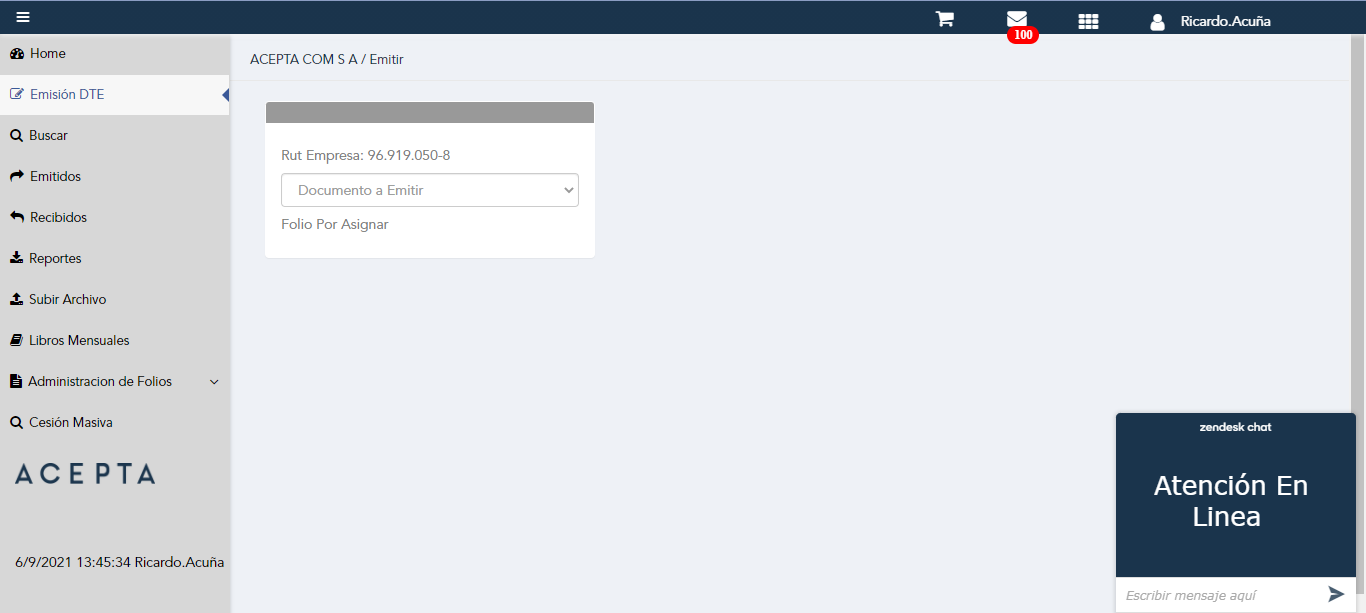 100
Ricardo.Acuña
Home
Emisión DTE
Buscar
Emitidos
Recibidos
Reportes
Subir Archivo
Libros Mensuales
Administracion de Folios
Cesión Masiva
ACEPTA
6/9/2021 13:45:34 Ricardo.Acuña
ACEPTA COM S A / Emitir
Rut Empresa: 96.919.050-8
Documento a Emitir
Folio Por Asignar
zendesk chat
Atención En
Linea
Escribir mensaje aquí